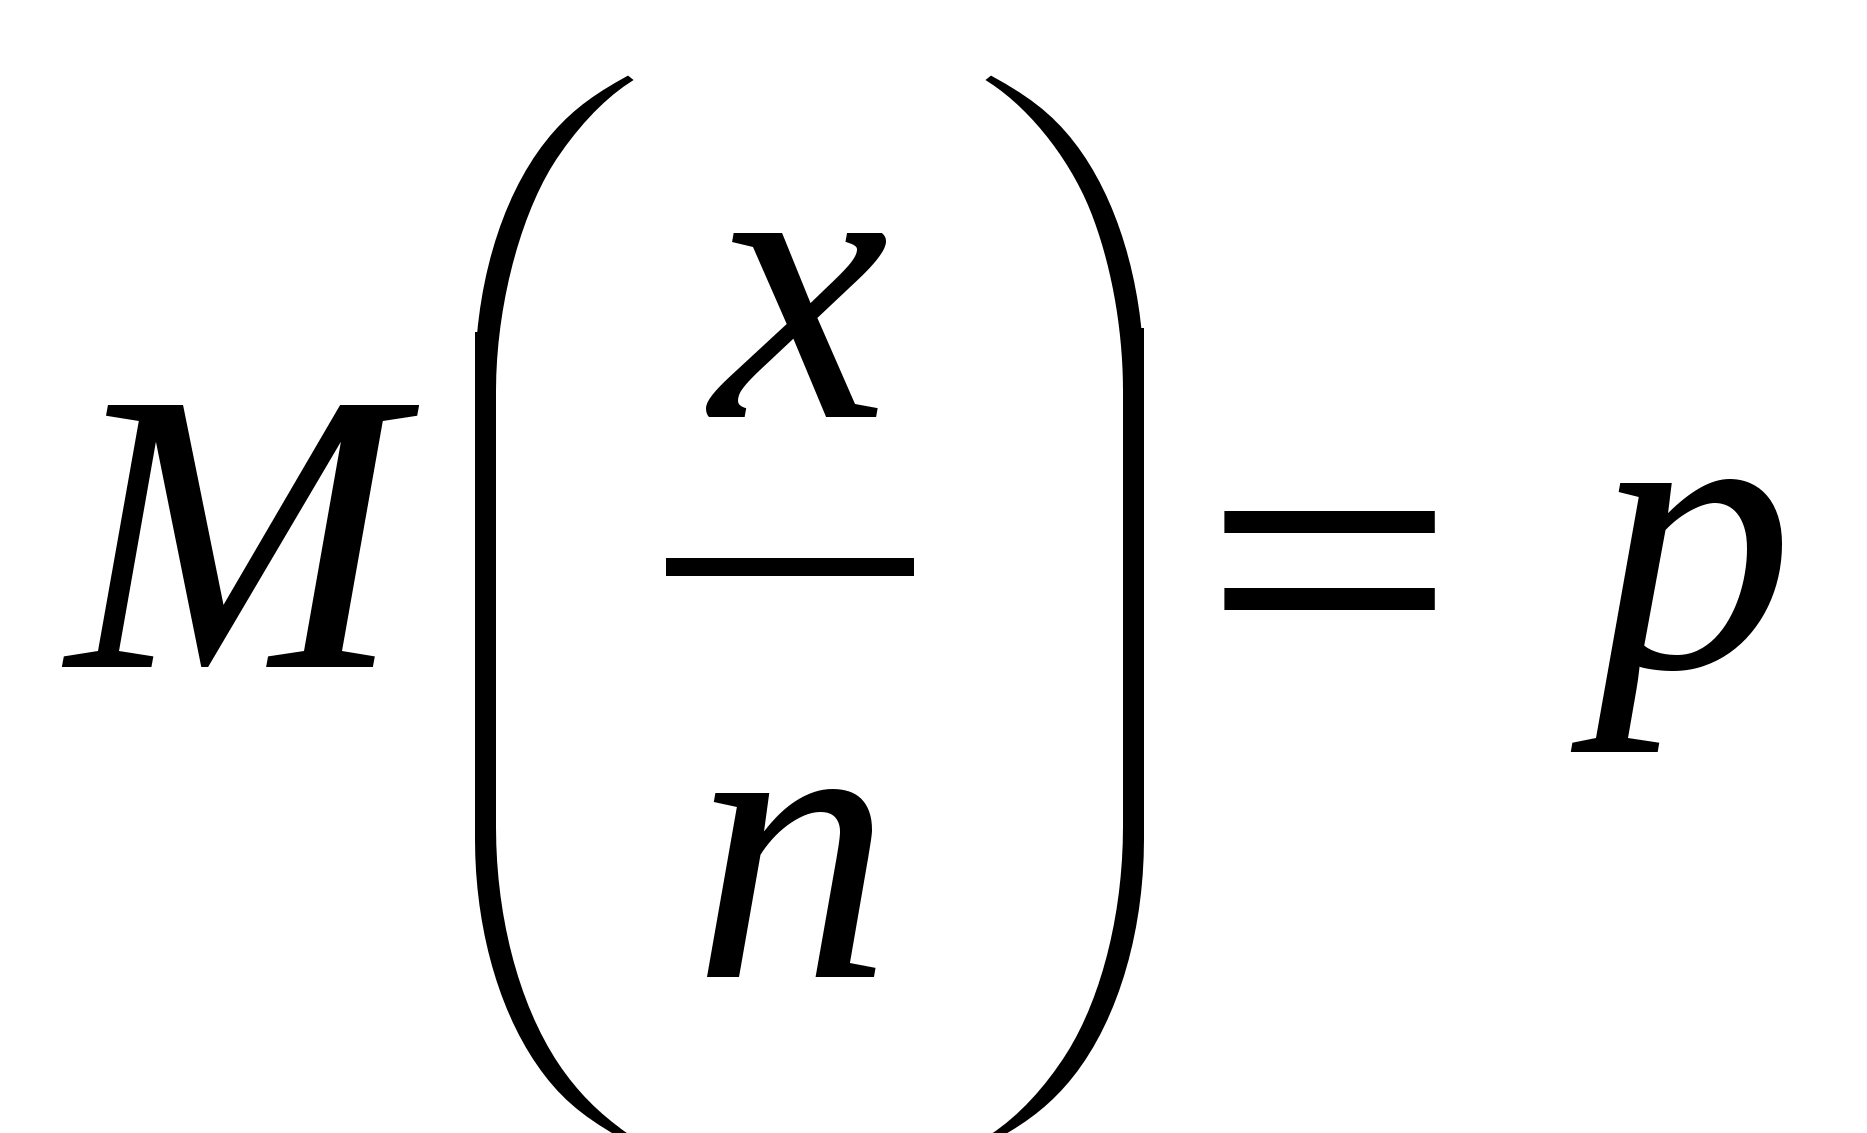 M(x/n) = p